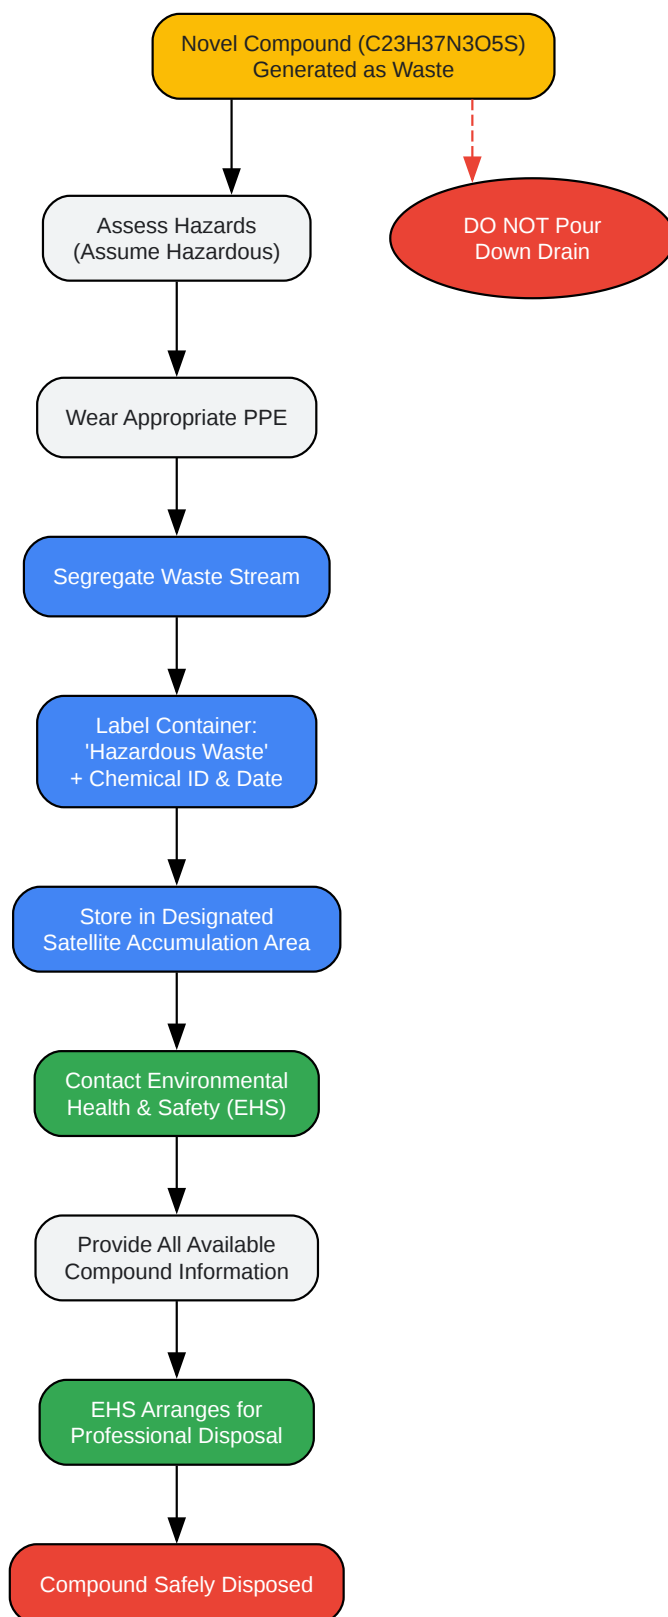 Novel Compound (C23H37N3O5S)
Generated as Waste
Assess Hazards
(Assume Hazardous)
DO NOT Pour
Down Drain
Wear Appropriate PPE
Segregate Waste Stream
Label Container:
'Hazardous Waste'
+ Chemical ID & Date
Store in Designated
Satellite Accumulation Area
Contact Environmental
Health & Safety (EHS)
Provide All Available
Compound Information
EHS Arranges for
Professional Disposal
Compound Safely Disposed